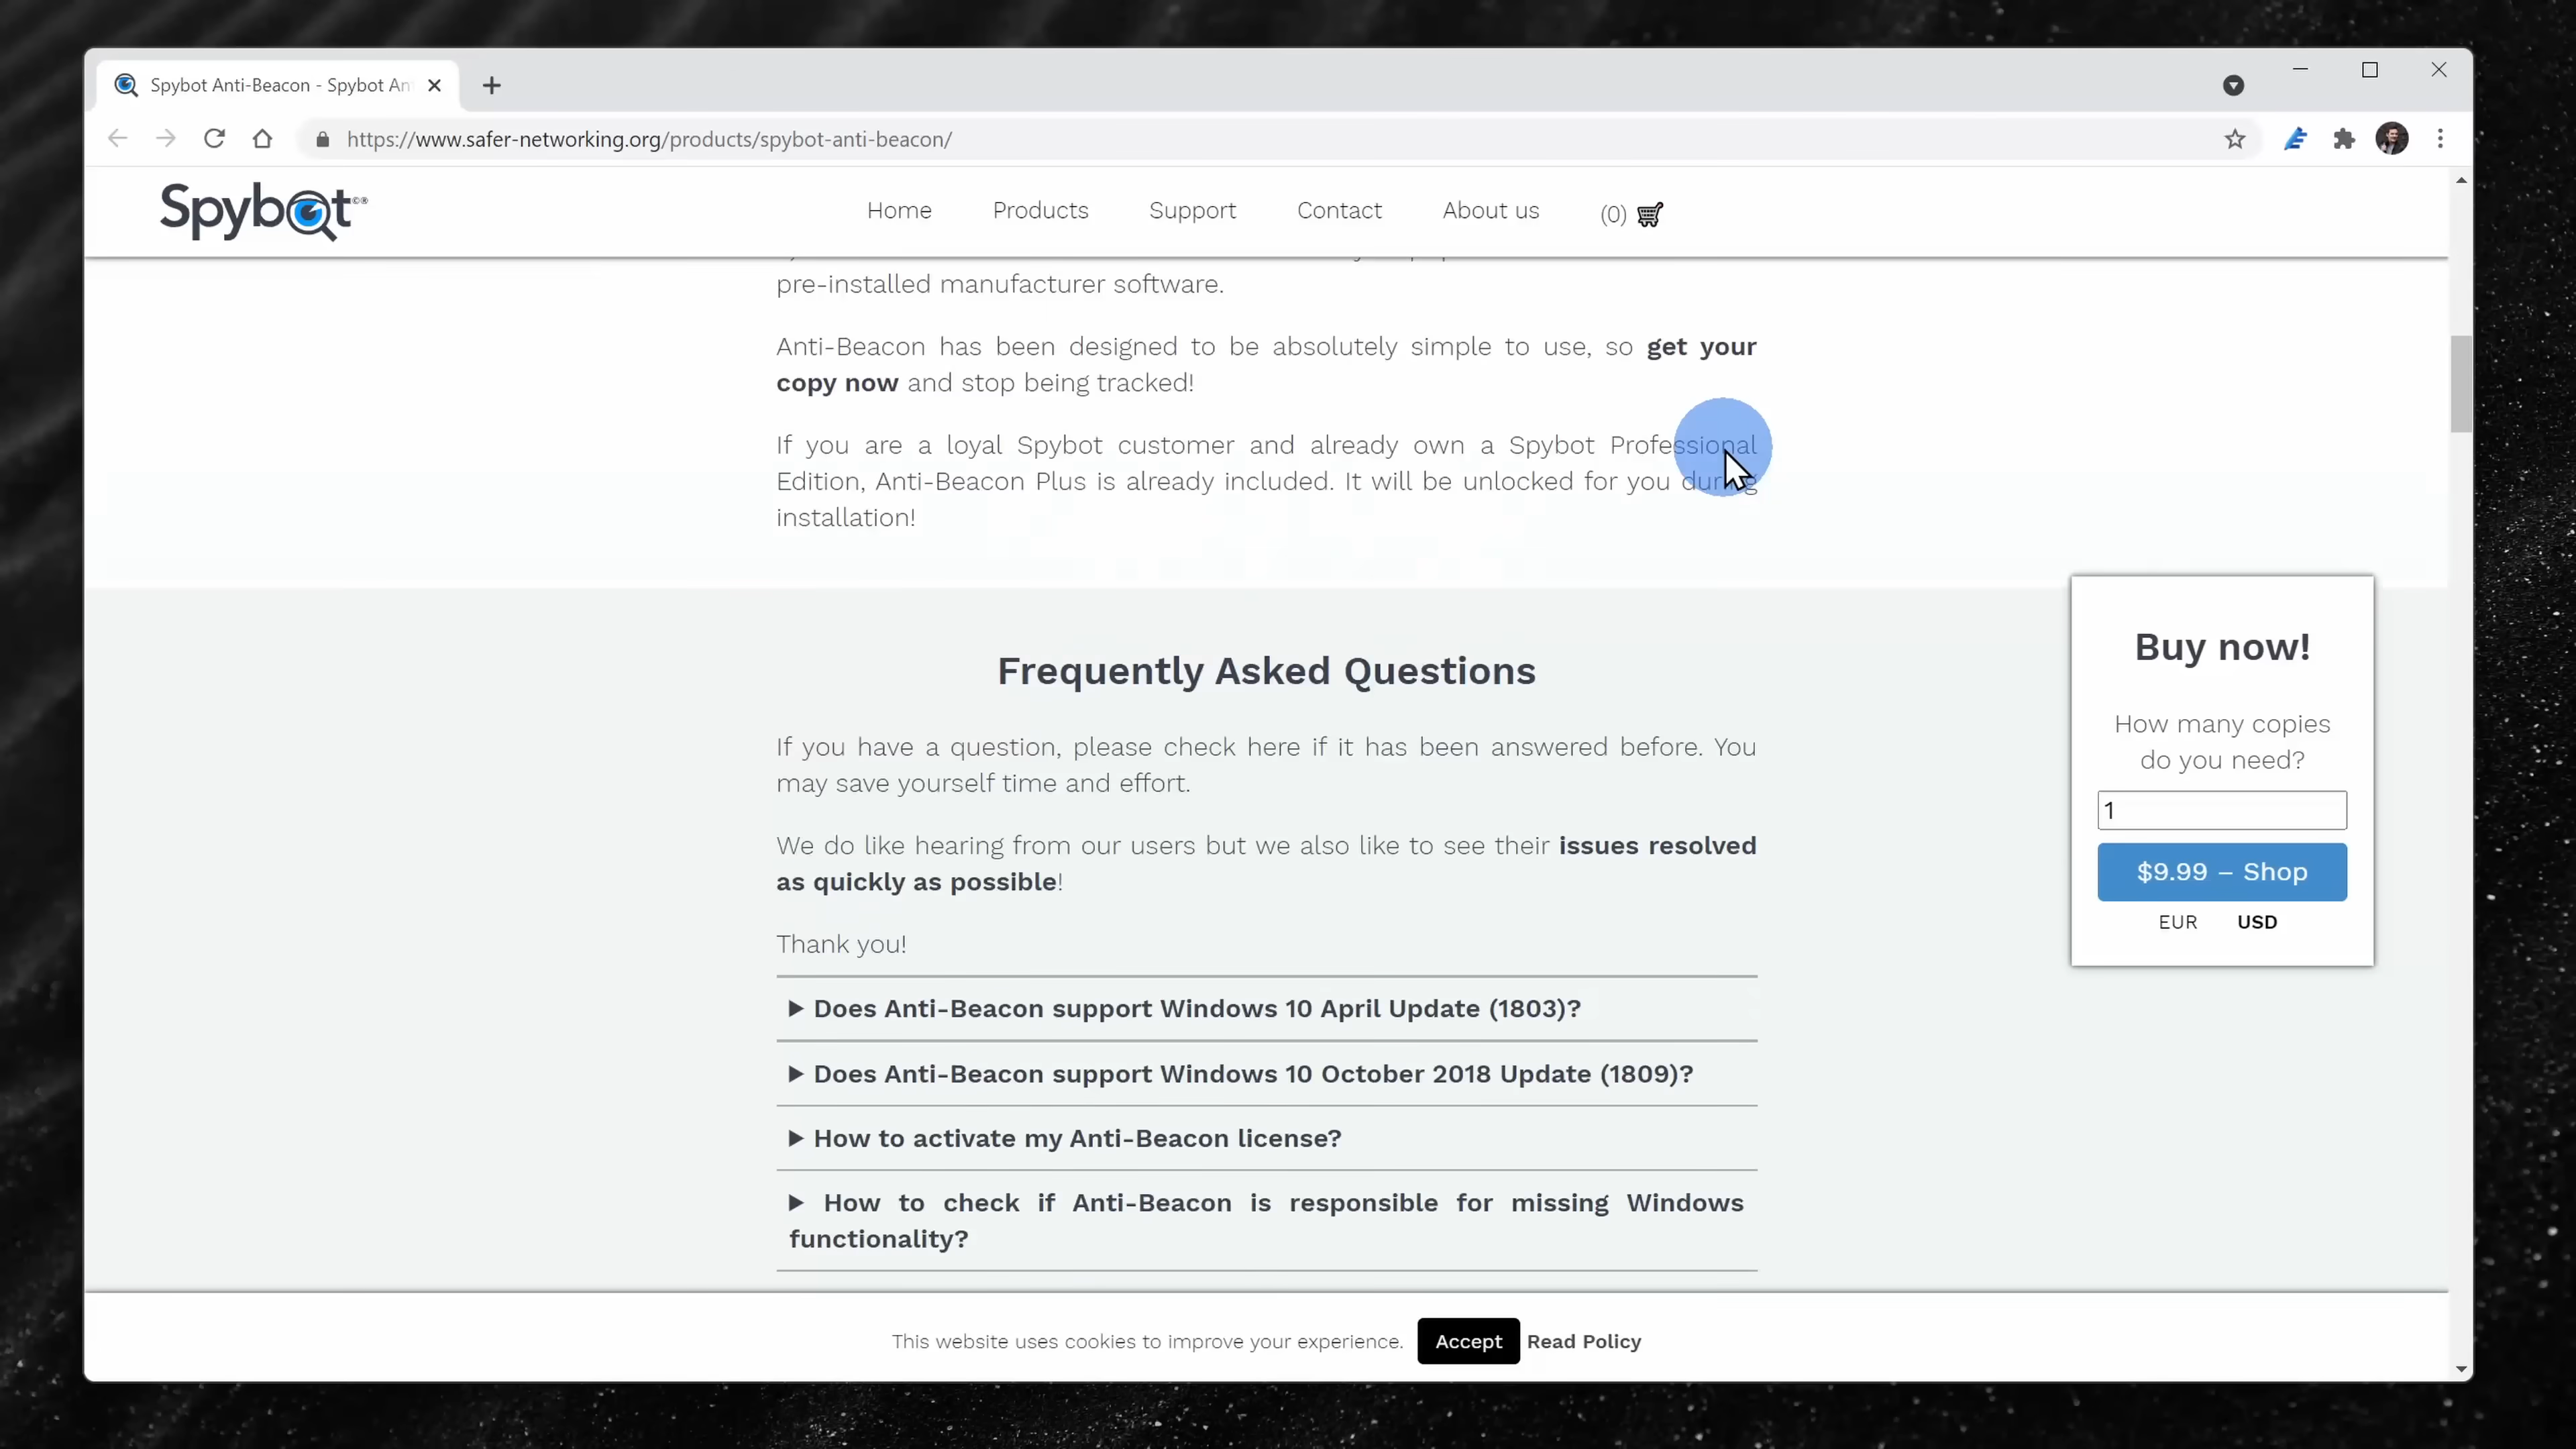 Spybot Anti-Beacon - Spybot An
https://www.safer-networking.org/products/spybot-anti-beacon/
Spybot©®
Home Products Support Contact About us (0)
pre-installed manufacturer software.
Anti-Beacon has been designed to be absolutely simple to use, so get your
copy now and stop being tracked!
If you are a loyal Spybot customer and already own a Spybot Professional
Edition, Anti-Beacon Plus is already included. It will be unlocked for you during
installation!
Frequently Asked Questions
If you have a question, please check here if it has been answered before. You
may save yourself time and effort.
We do like hearing from our users but we also like to see their issues resolved
as quickly as possible!
Thank you!
Does Anti-Beacon support Windows 10 April Update (1803)?
Does Anti-Beacon support Windows 10 October 2018 Update (1809)?
How to activate my Anti-Beacon license?
How to check if Anti-Beacon is responsible for missing Windows
functionality?
Buy now!
How many copies
do you need?
1
$9.99 – Shop
EUR USD
This website uses cookies to improve your experience. Accept Read Policy